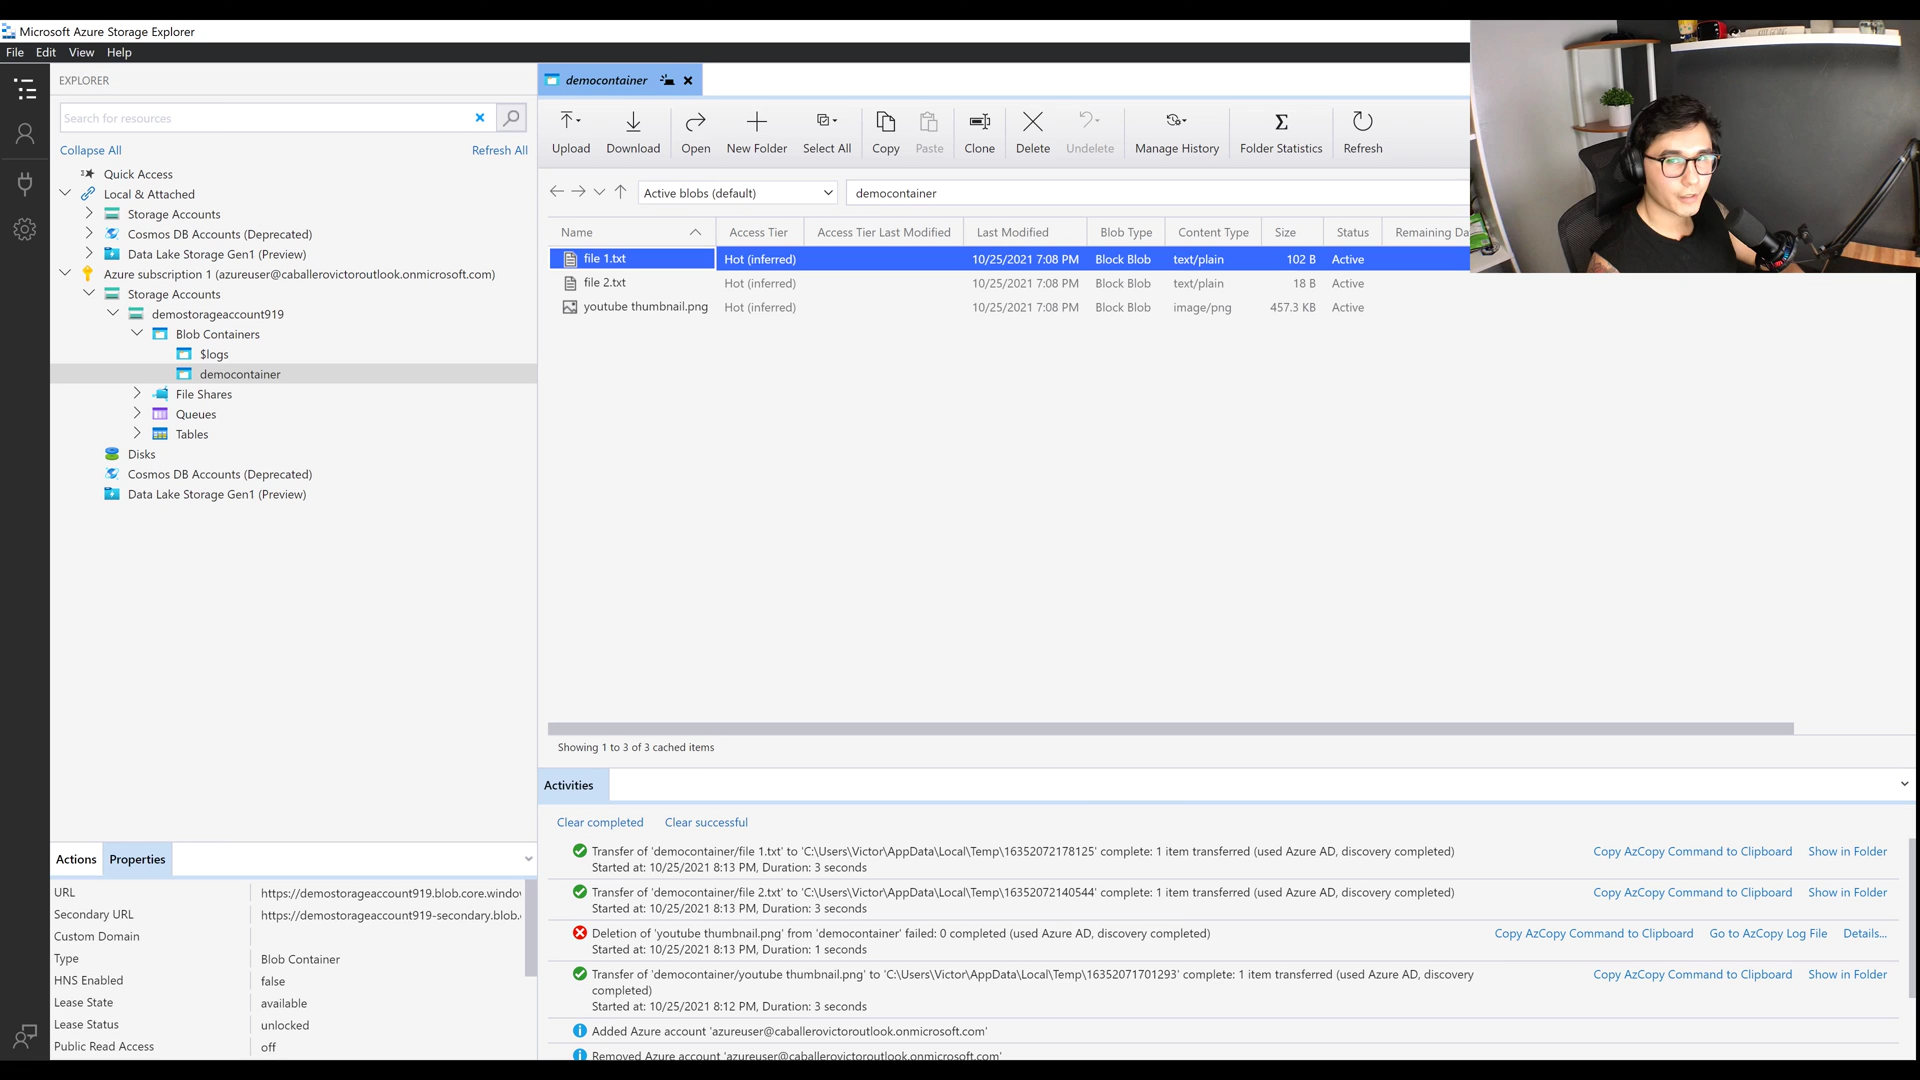 Microsoft Azure Storage Explorer
File Edit View Help
EXPLORER
Search for resources
Collapse All Refresh All
Quick Access
Local & Attached
Storage Accounts
Cosmos DB Accounts (Deprecated)
Data Lake Storage Gen1 (Preview)
Azure subscription 1 (azureuser@caballerovictoroutlook.onmicrosoft.com)
Storage Accounts
demostorageaccount919
Blob Containers
$logs
democontainer
File Shares
Queues
Tables
Disks
Cosmos DB Accounts (Deprecated)
Data Lake Storage Gen1 (Preview)
Actions Properties
URL https://demostorageaccount919.blob.core.windo
Secondary URL https://demostorageaccount919-secondary.blob.
Custom Domain
Type Blob Container
HNS Enabled false
Lease State available
Lease Status unlocked
Public Read Access off
democontainer
Upload Download Open New Folder Select All Copy Paste Clone Delete Undelete Manage History Folder Statistics Refresh
Active blobs (default) democontainer
Name Access Tier Access Tier Last Modified Last Modified Blob Type Content Type Size Status Remaining Da
file 1.txt Hot (inferred) 10/25/2021 7:08 PM Block Blob text/plain 102 B Active
file 2.txt Hot (inferred) 10/25/2021 7:08 PM Block Blob text/plain 18 B Active
youtube thumbnail.png Hot (inferred) 10/25/2021 7:08 PM Block Blob image/png 457.3 KB Active
Showing 1 to 3 of 3 cached items
Activities
Clear completed Clear successful
Transfer of 'democontainer/file 1.txt' to 'C:\Users\Victor\AppData\Local\Temp\16352072178125' complete: 1 item transferred (used Azure AD, discovery completed) Copy AzCopy Command to Clipboard Show in Folder
Started at: 10/25/2021 8:13 PM, Duration: 3 seconds
Transfer of 'democontainer/file 2.txt' to 'C:\Users\Victor\AppData\Local\Temp\16352072140544' complete: 1 item transferred (used Azure AD, discovery completed) Copy AzCopy Command to Clipboard Show in Folder
Started at: 10/25/2021 8:13 PM, Duration: 3 seconds
Deletion of 'youtube thumbnail.png' from 'democontainer' failed: 0 completed (used Azure AD, discovery completed) Copy AzCopy Command to Clipboard Go to AzCopy Log File Details...
Started at: 10/25/2021 8:13 PM, Duration: 1 seconds
Transfer of 'democontainer/youtube thumbnail.png' to 'C:\Users\Victor\AppData\Local\Temp\16352071701293' complete: 1 item transferred (used Azure AD, discovery Copy AzCopy Command to Clipboard Show in Folder
completed)
Started at: 10/25/2021 8:12 PM, Duration: 3 seconds
Added Azure account 'azureuser@caballerovictoroutlook.onmicrosoft.com'
Removed Azure account 'azureuser@caballerovictoroutlook.onmicrosoft.com'